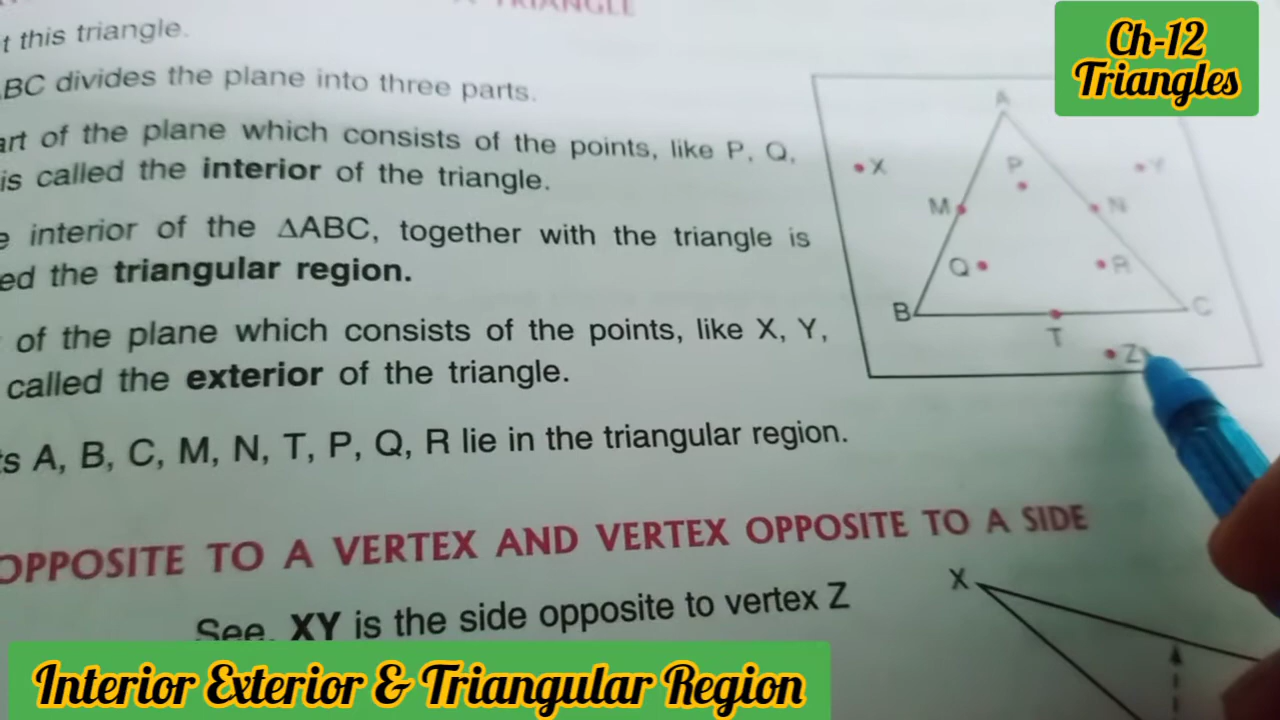 TRIANGLE
t this triangle.
BC divides the plane into three parts.
art of the plane which consists of the points, like P, Q,
is called the interior of the triangle.
e interior of the ΔABC, together with the triangle is
ed the triangular region.
of the plane which consists of the points, like X, Y,
called the exterior of the triangle.
s A, B, C, M, N, T, P, Q, R lie in the triangular region.
OPPOSITE TO A VERTEX AND VERTEX OPPOSITE TO A SIDE
See, XY is the side opposite to vertex Z
Ch-12
Triangles
A
X
P
Y
M
N
Q
R
B
C
T
Z
X
Interior Exterior & Triangular Region